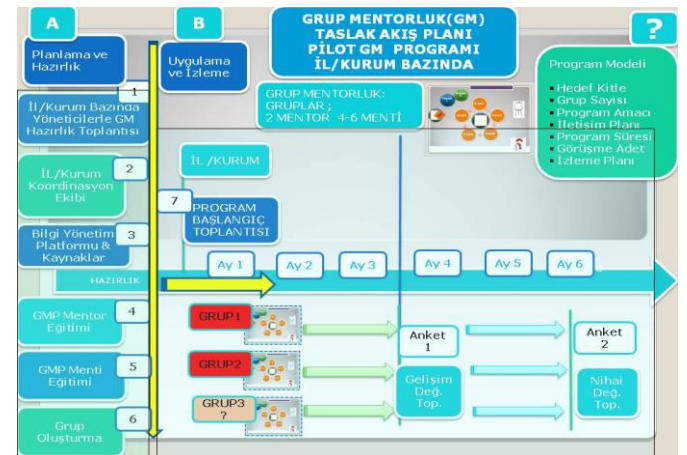 A
Planlama ve
Hazırlık
1
İl/Kurum Bazında
Yöneticilerle GM
Hazırlık Toplantısı
2
İL/Kurum
Koordinasyon
Ekibi
3
Bilgi Yönetim
Platformu &
Kaynaklar
HAZIRLIK
4
GMP Mentor
Eğitimi
5
GMP Menti
Eğitimi
6
Grup
Oluşturma
B
Uygulama
ve İzleme
GRUP MENTORLUK(GM)
TASLAK AKIŞ PLANI
PİLOT GM PROGRAMI
İL/KURUM BAZINDA
GRUP MENTORLUK:
GRUPLAR ;
2 MENTOR 4-6 MENTİ
?
Program Modeli
▪ Hedef Kitle
▪ Grup Sayısı
▪ Program Amacı
▪ İletişim Planı
▪ Program Süresi
▪ Görüşme Adet
▪ İzleme Planı
İL /KURUM
7
PROGRAM
BAŞLANGIÇ
TOPLANTISI
Ay 1
Ay 2
Ay 3
Ay 4
Ay 5
Ay 6
GRUP1
GRUP2
GRUP3
?
Anket
1
Gelişim
Değ.
Top.
Anket
2
Nihai
Değ.
Top.